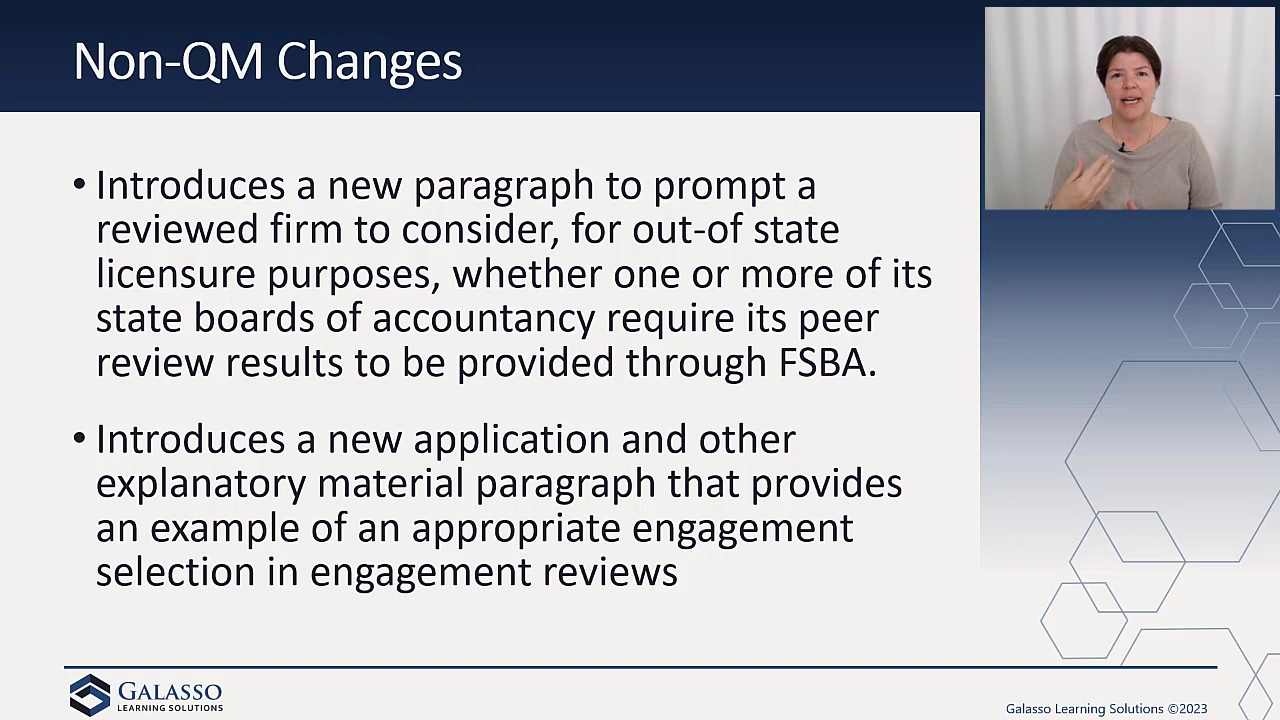 Non-QM Changes
• Introduces a new paragraph to prompt a
reviewed firm to consider, for out-of state
licensure purposes, whether one or more of its
state boards of accountancy require its peer
review results to be provided through FSBA.
• Introduces a new application and other
explanatory material paragraph that provides
an example of an appropriate engagement
selection in engagement reviews
GALASSO
LEARNING SOLUTIONS
Galasso Learning Solutions ©2023